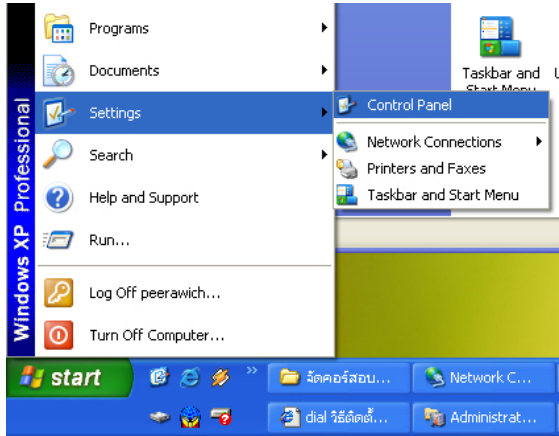 Windows XP Professional
Programs
Documents
Settings
Search
Help and Support
Run...
Log Off peerawich...
Turn Off Computer...
Taskbar and
Start Menu
Control Panel
Network Connections
Printers and Faxes
Taskbar and Start Menu
start
จัดคอร์สอบ...
Network C...
dial วิธีติดตั้...
Administrat...